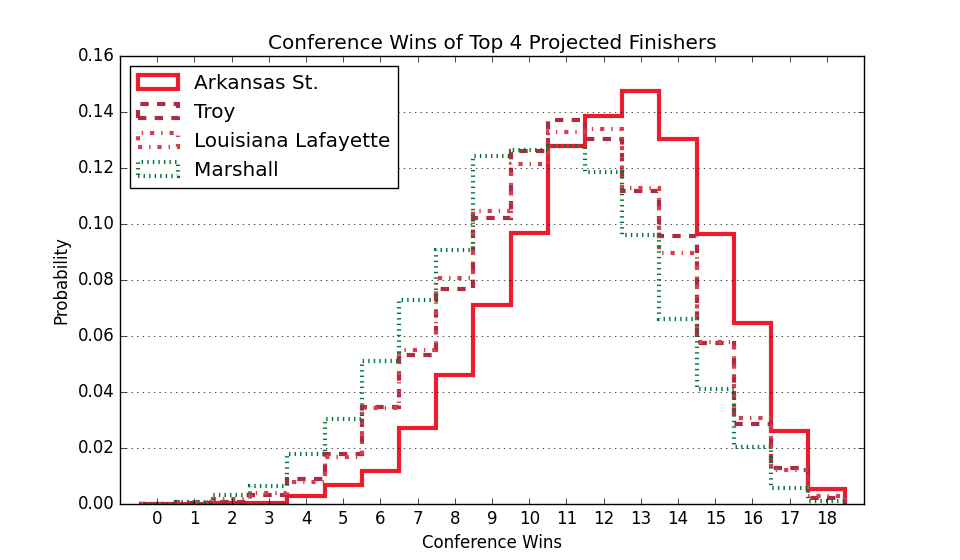 Conference Wins of Top 4 Projected Finishers
0.16
0.14
0.12
0.10
0.08
0.06
0.04
0.02
0.00
Probability
Arkansas St.
Troy
Louisiana Lafayette
Marshall
0 1 2 3 4 5 6 7 8 9 10 11 12 13 14 15 16 17 18
Conference Wins